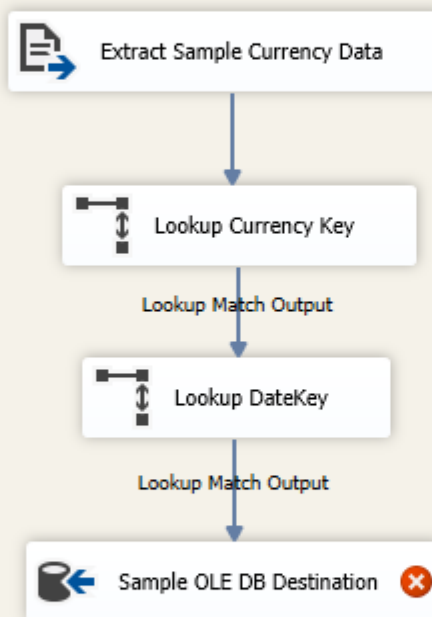 Extract Sample Currency Data
Lookup Currency Key
Lookup Match Output
Lookup DateKey
Lookup Match Output
Sample OLE DB Destination